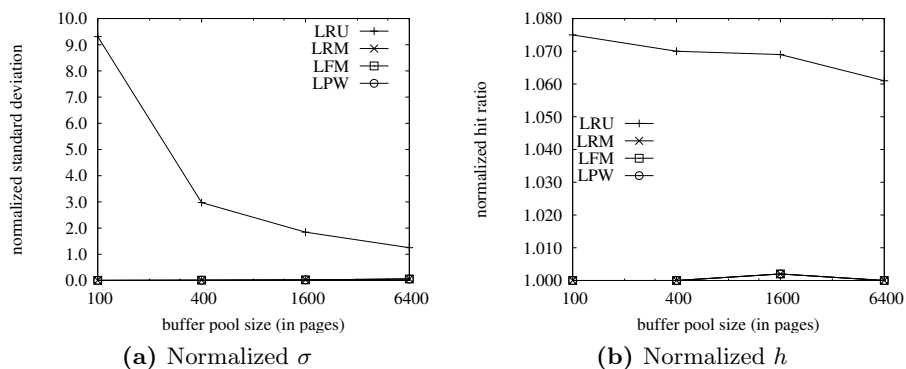 normalized standard deviation
10.0
9.0
8.0
7.0
6.0
5.0
4.0
3.0
2.0
1.0
0.0
LRU
LRM
LFM
LPW
100 400 1600 6400
buffer pool size (in pages)
(a) Normalized σ
normalized hit ratio
1.080
1.070
1.060
1.050
1.040
1.030
1.020
1.010
1.000
LRU
LRM
LFM
LPW
100 400 1600 6400
buffer pool size (in pages)
(b) Normalized h